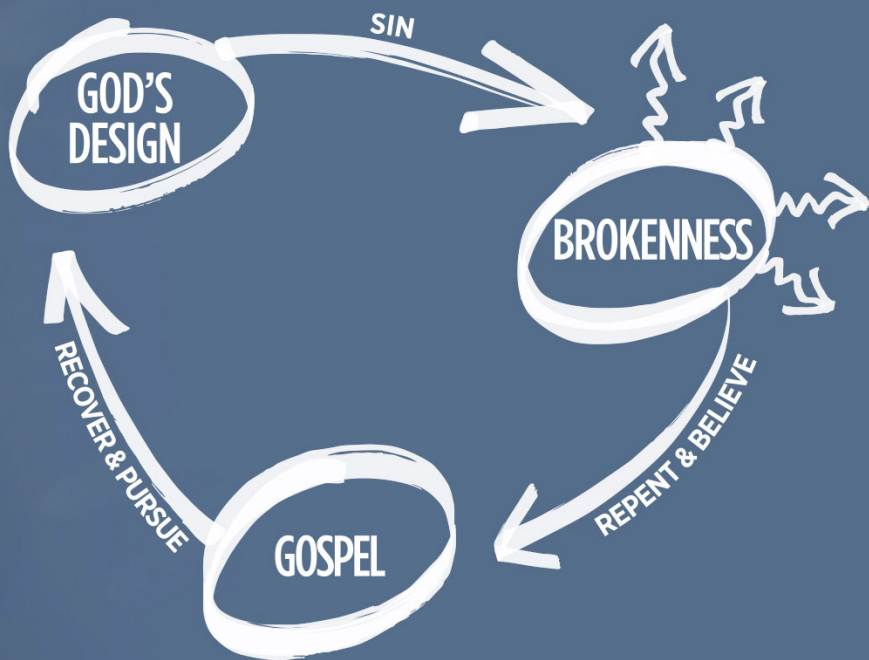 SIN
GOD'S
DESIGN
BROKENNESS
REPENT & BELIEVE
GOSPEL
RECOVER & PURSUE